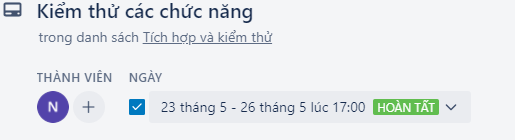 Kiểm thử các chức năng
trong danh sách Tích hợp và kiểm thử
THÀNH VIÊN NGÀY
N + 23 tháng 5 - 26 tháng 5 lúc 17:00 HOÀN TẤT